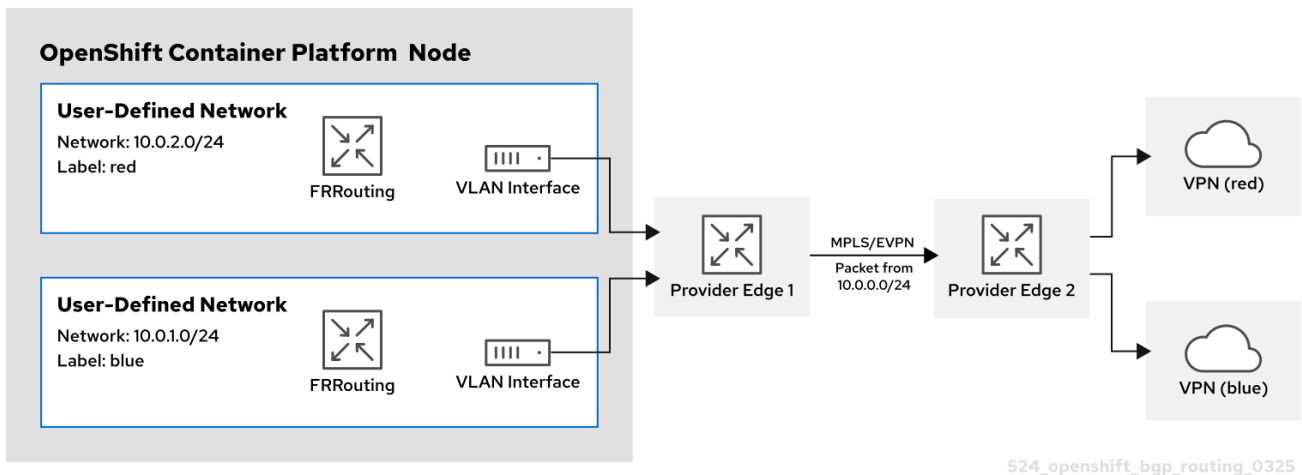 OpenShift Container Platform Node
User-Defined Network
Network: 10.0.2.0/24
Label: red
FRRouting
VLAN Interface
User-Defined Network
Network: 10.0.1.0/24
Label: blue
FRRouting
VLAN Interface
Provider Edge 1
MPLS/EVPN
Packet from
10.0.0.0/24
Provider Edge 2
VPN (red)
VPN (blue)
524_openshift_bgp_routing_0325